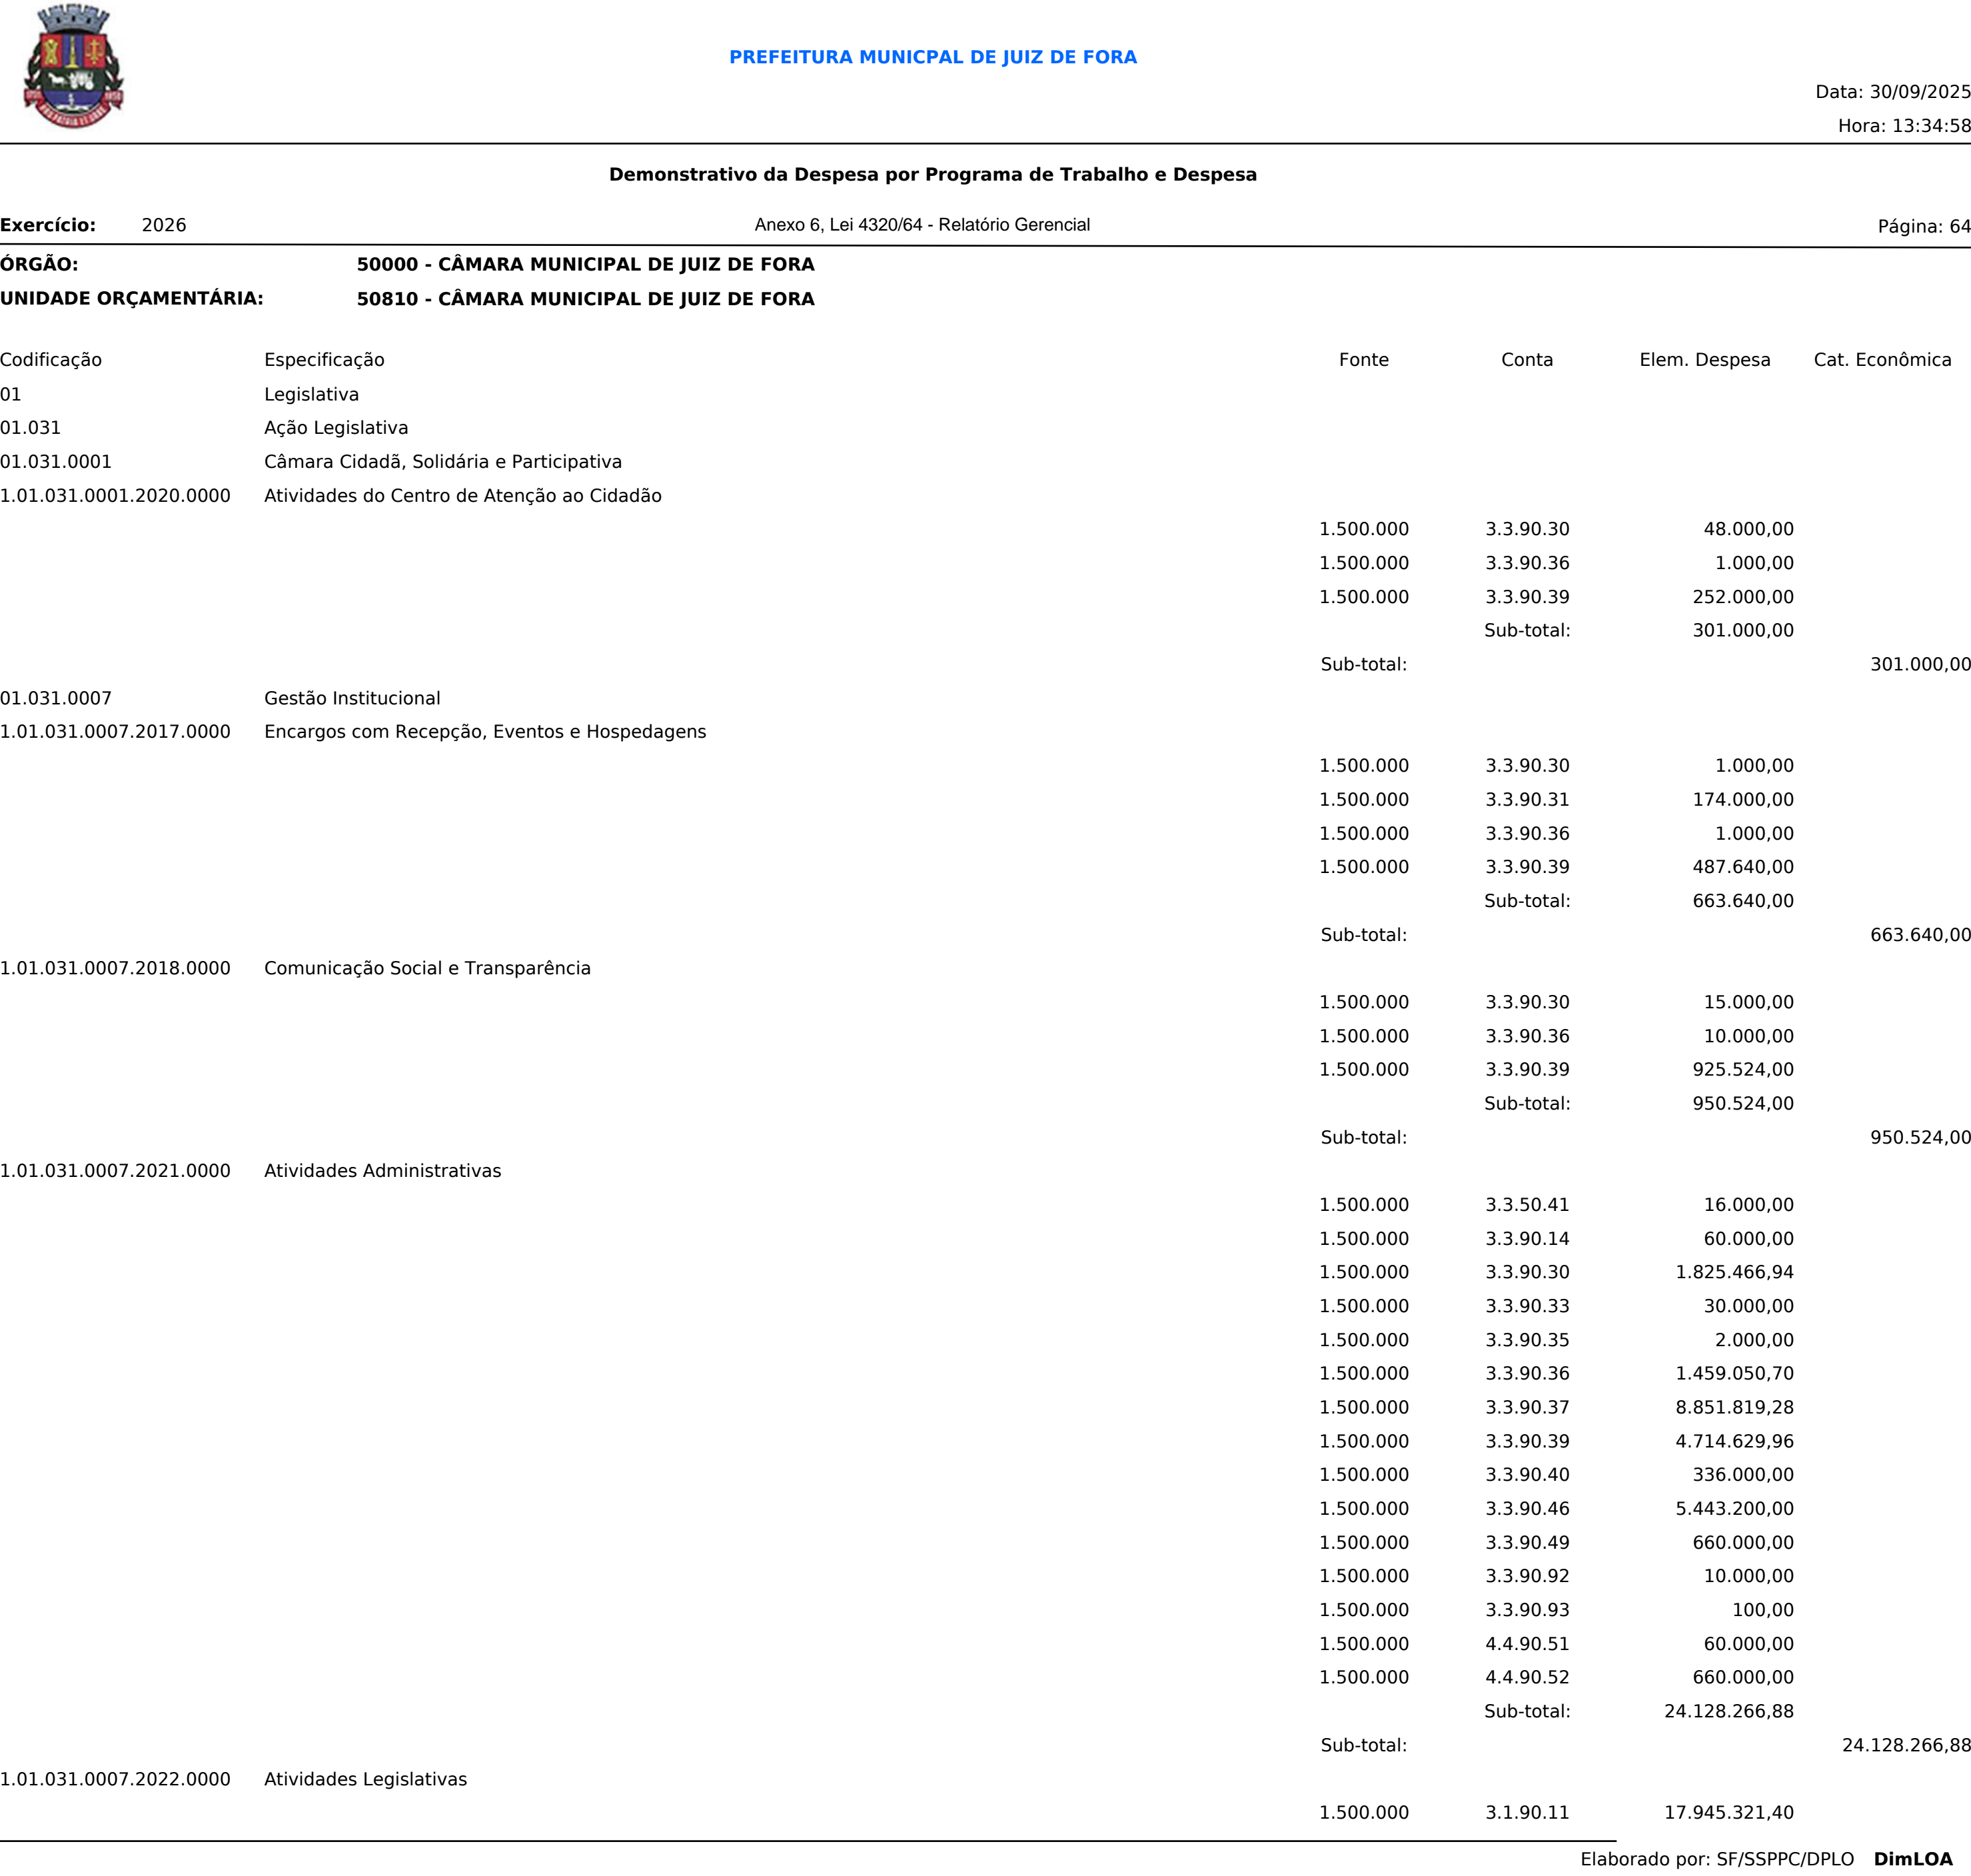 PREFEITURA MUNICPAL DE JUIZ DE FORA
Data: 30/09/2025
Hora: 13:34:58
Demonstrativo da Despesa por Programa de Trabalho e Despesa
Exercício: 2026 Anexo 6, Lei 4320/64 - Relatório Gerencial Página: 64
ÓRGÃO: 50000 - CÂMARA MUNICIPAL DE JUIZ DE FORA
UNIDADE ORÇAMENTÁRIA: 50810 - CÂMARA MUNICIPAL DE JUIZ DE FORA
Codificação Especificação Fonte Conta Elem. Despesa Cat. Econômica
01 Legislativa
01.031 Ação Legislativa
01.031.0001 Câmara Cidadã, Solidária e Participativa
1.01.031.0001.2020.0000 Atividades do Centro de Atenção ao Cidadão
1.500.000 3.3.90.30 48.000,00
1.500.000 3.3.90.36 1.000,00
1.500.000 3.3.90.39 252.000,00
Sub-total: 301.000,00
Sub-total: 301.000,00
01.031.0007 Gestão Institucional
1.01.031.0007.2017.0000 Encargos com Recepção, Eventos e Hospedagens
1.500.000 3.3.90.30 1.000,00
1.500.000 3.3.90.31 174.000,00
1.500.000 3.3.90.36 1.000,00
1.500.000 3.3.90.39 487.640,00
Sub-total: 663.640,00
Sub-total: 663.640,00
1.01.031.0007.2018.0000 Comunicação Social e Transparência
1.500.000 3.3.90.30 15.000,00
1.500.000 3.3.90.36 10.000,00
1.500.000 3.3.90.39 925.524,00
Sub-total: 950.524,00
Sub-total: 950.524,00
1.01.031.0007.2021.0000 Atividades Administrativas
1.500.000 3.3.50.41 16.000,00
1.500.000 3.3.90.14 60.000,00
1.500.000 3.3.90.30 1.825.466,94
1.500.000 3.3.90.33 30.000,00
1.500.000 3.3.90.35 2.000,00
1.500.000 3.3.90.36 1.459.050,70
1.500.000 3.3.90.37 8.851.819,28
1.500.000 3.3.90.39 4.714.629,96
1.500.000 3.3.90.40 336.000,00
1.500.000 3.3.90.46 5.443.200,00
1.500.000 3.3.90.49 660.000,00
1.500.000 3.3.90.92 10.000,00
1.500.000 3.3.90.93 100,00
1.500.000 4.4.90.51 60.000,00
1.500.000 4.4.90.52 660.000,00
Sub-total: 24.128.266,88
Sub-total: 24.128.266,88
1.01.031.0007.2022.0000 Atividades Legislativas
1.500.000 3.1.90.11 17.945.321,40
Elaborado por: SF/SSPPC/DPLO DimLOA